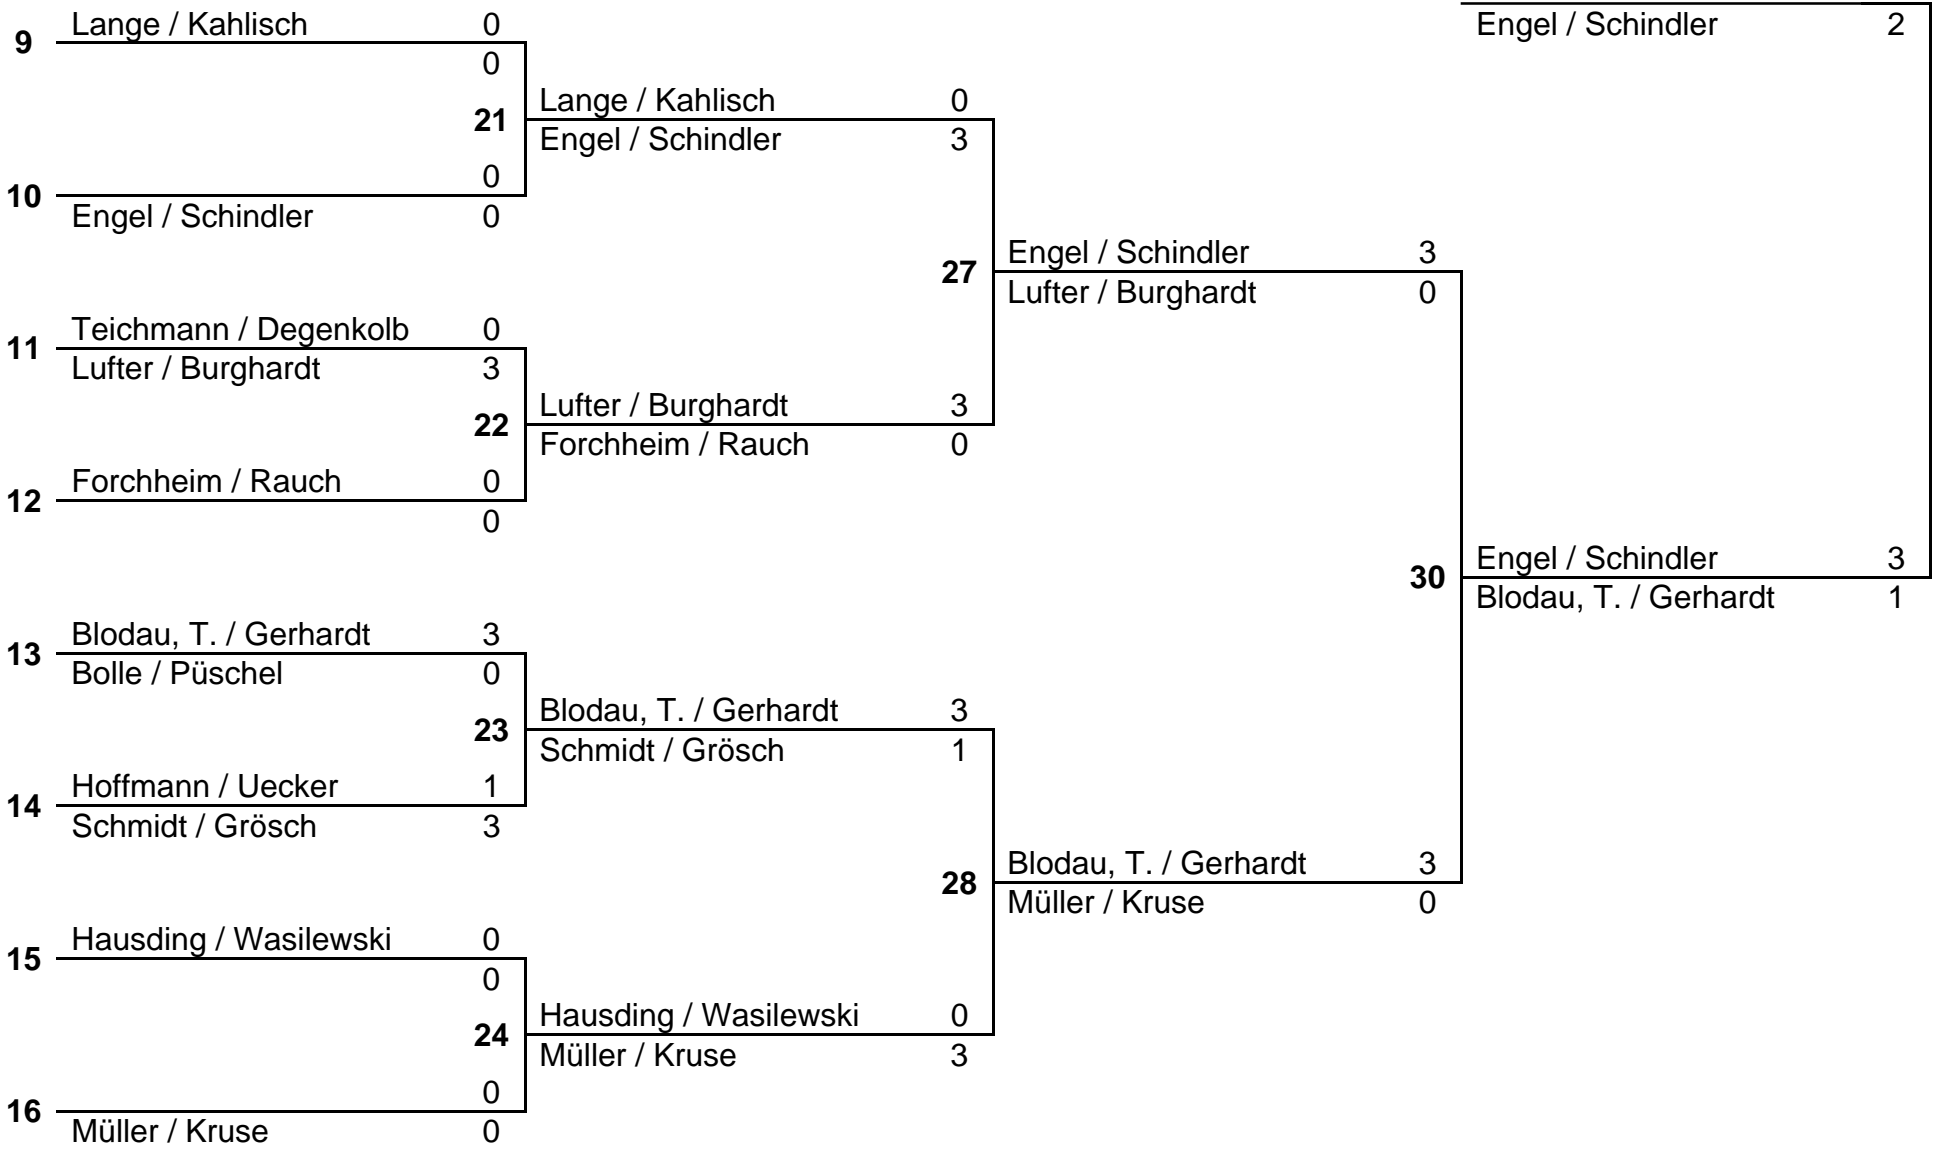 Lange / Kahlisch 0
Engel / Schindler 2
9
0
Lange / Kahlisch 0
21
Engel / Schindler 3
0
10
Engel / Schindler 0
Engel / Schindler 3
27
Lufter / Burghardt 0
Teichmann / Degenkolb 0
11
Lufter / Burghardt 3
Lufter / Burghardt 3
22
Forchheim / Rauch 0
Forchheim / Rauch 0
12
0
Engel / Schindler 3
30
Blodau, T. / Gerhardt 1
Blodau, T. / Gerhardt 3
13
Bolle / Püschel 0
Blodau, T. / Gerhardt 3
23
Schmidt / Grösch 1
Hoffmann / Uecker 1
14
Schmidt / Grösch 3
Blodau, T. / Gerhardt 3
28
Müller / Kruse 0
Hausding / Wasilewski 0
15
0
Hausding / Wasilewski 0
24
Müller / Kruse 3
0
16
Müller / Kruse 0